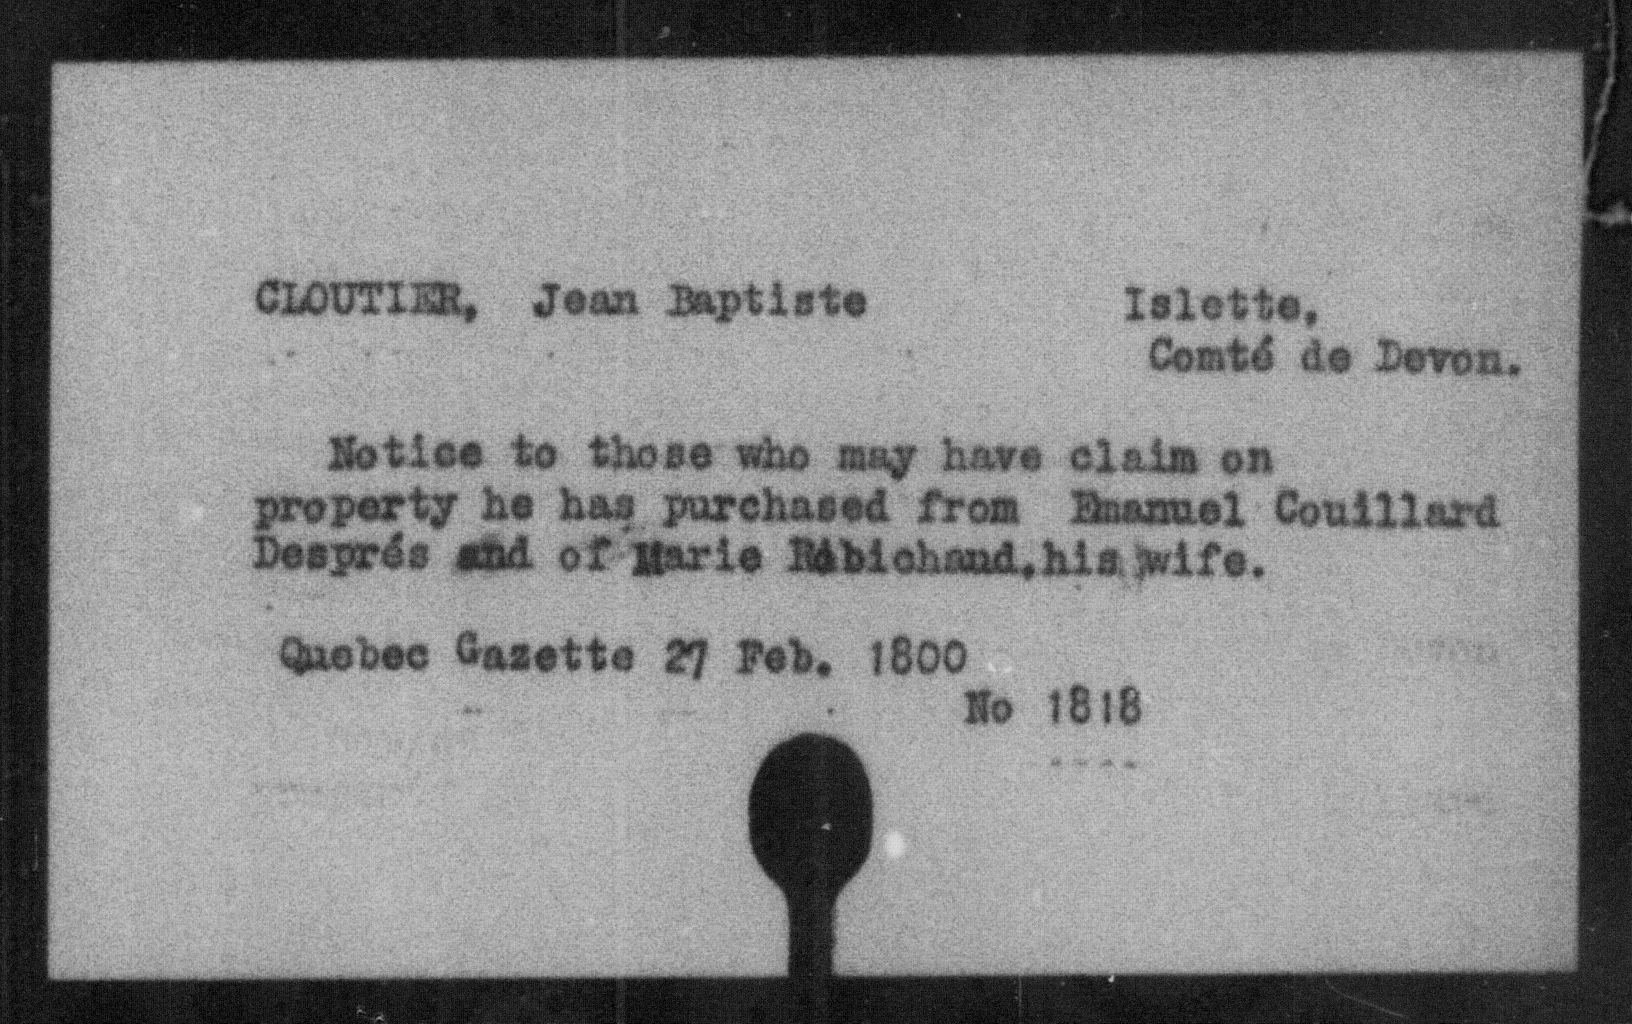 CLOUTIER, Jean Baptiste Islette,
Comté de Devon.
Notice to those who may have claim on
property he has purchased from Emanuel Couillard
Després and of Marie Robichaud, his wife.
Quebec Gazette 27 Feb. 1800
No 1818
----